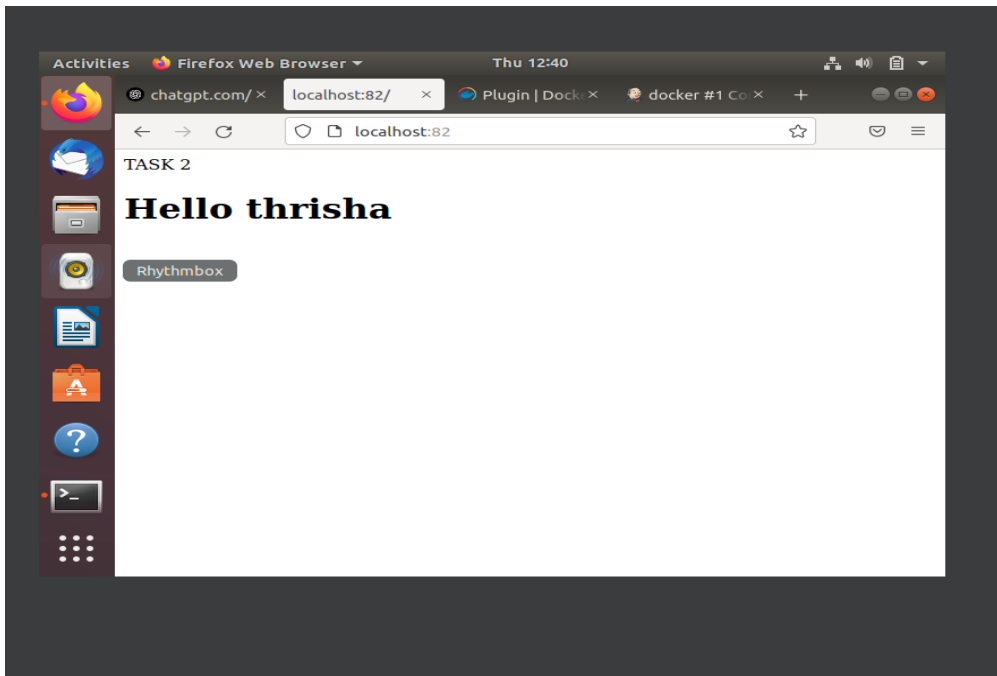 Activities Firefox Web Browser Thu 12:40
chatgpt.com/ localhost:82/ Plugin | Docke docker #1 Co
localhost:82
TASK 2
Hello thrisha
Rhythmbox